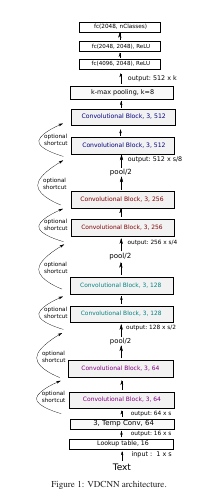 fc(2048, nClasses)
fc(2048, 2048), ReLU
fc(4096, 2048), ReLU
output: 512 x k
k-max pooling, k=8
Convolutional Block, 3, 512
optional
shortcut
Convolutional Block, 3, 512
output: 512 x s/8
pool/2
optional
shortcut
Convolutional Block, 3, 256
optional
shortcut
Convolutional Block, 3, 256
output: 256 x s/4
pool/2
optional
shortcut
Convolutional Block, 3, 128
optional
shortcut
Convolutional Block, 3, 128
output: 128 x s/2
pool/2
optional
shortcut
Convolutional Block, 3, 64
optional
shortcut
Convolutional Block, 3, 64
output: 64 x s
3, Temp Conv, 64
output: 16 x s
Lookup table, 16
input : 1 x s
Text
Figure 1: VDCNN architecture.